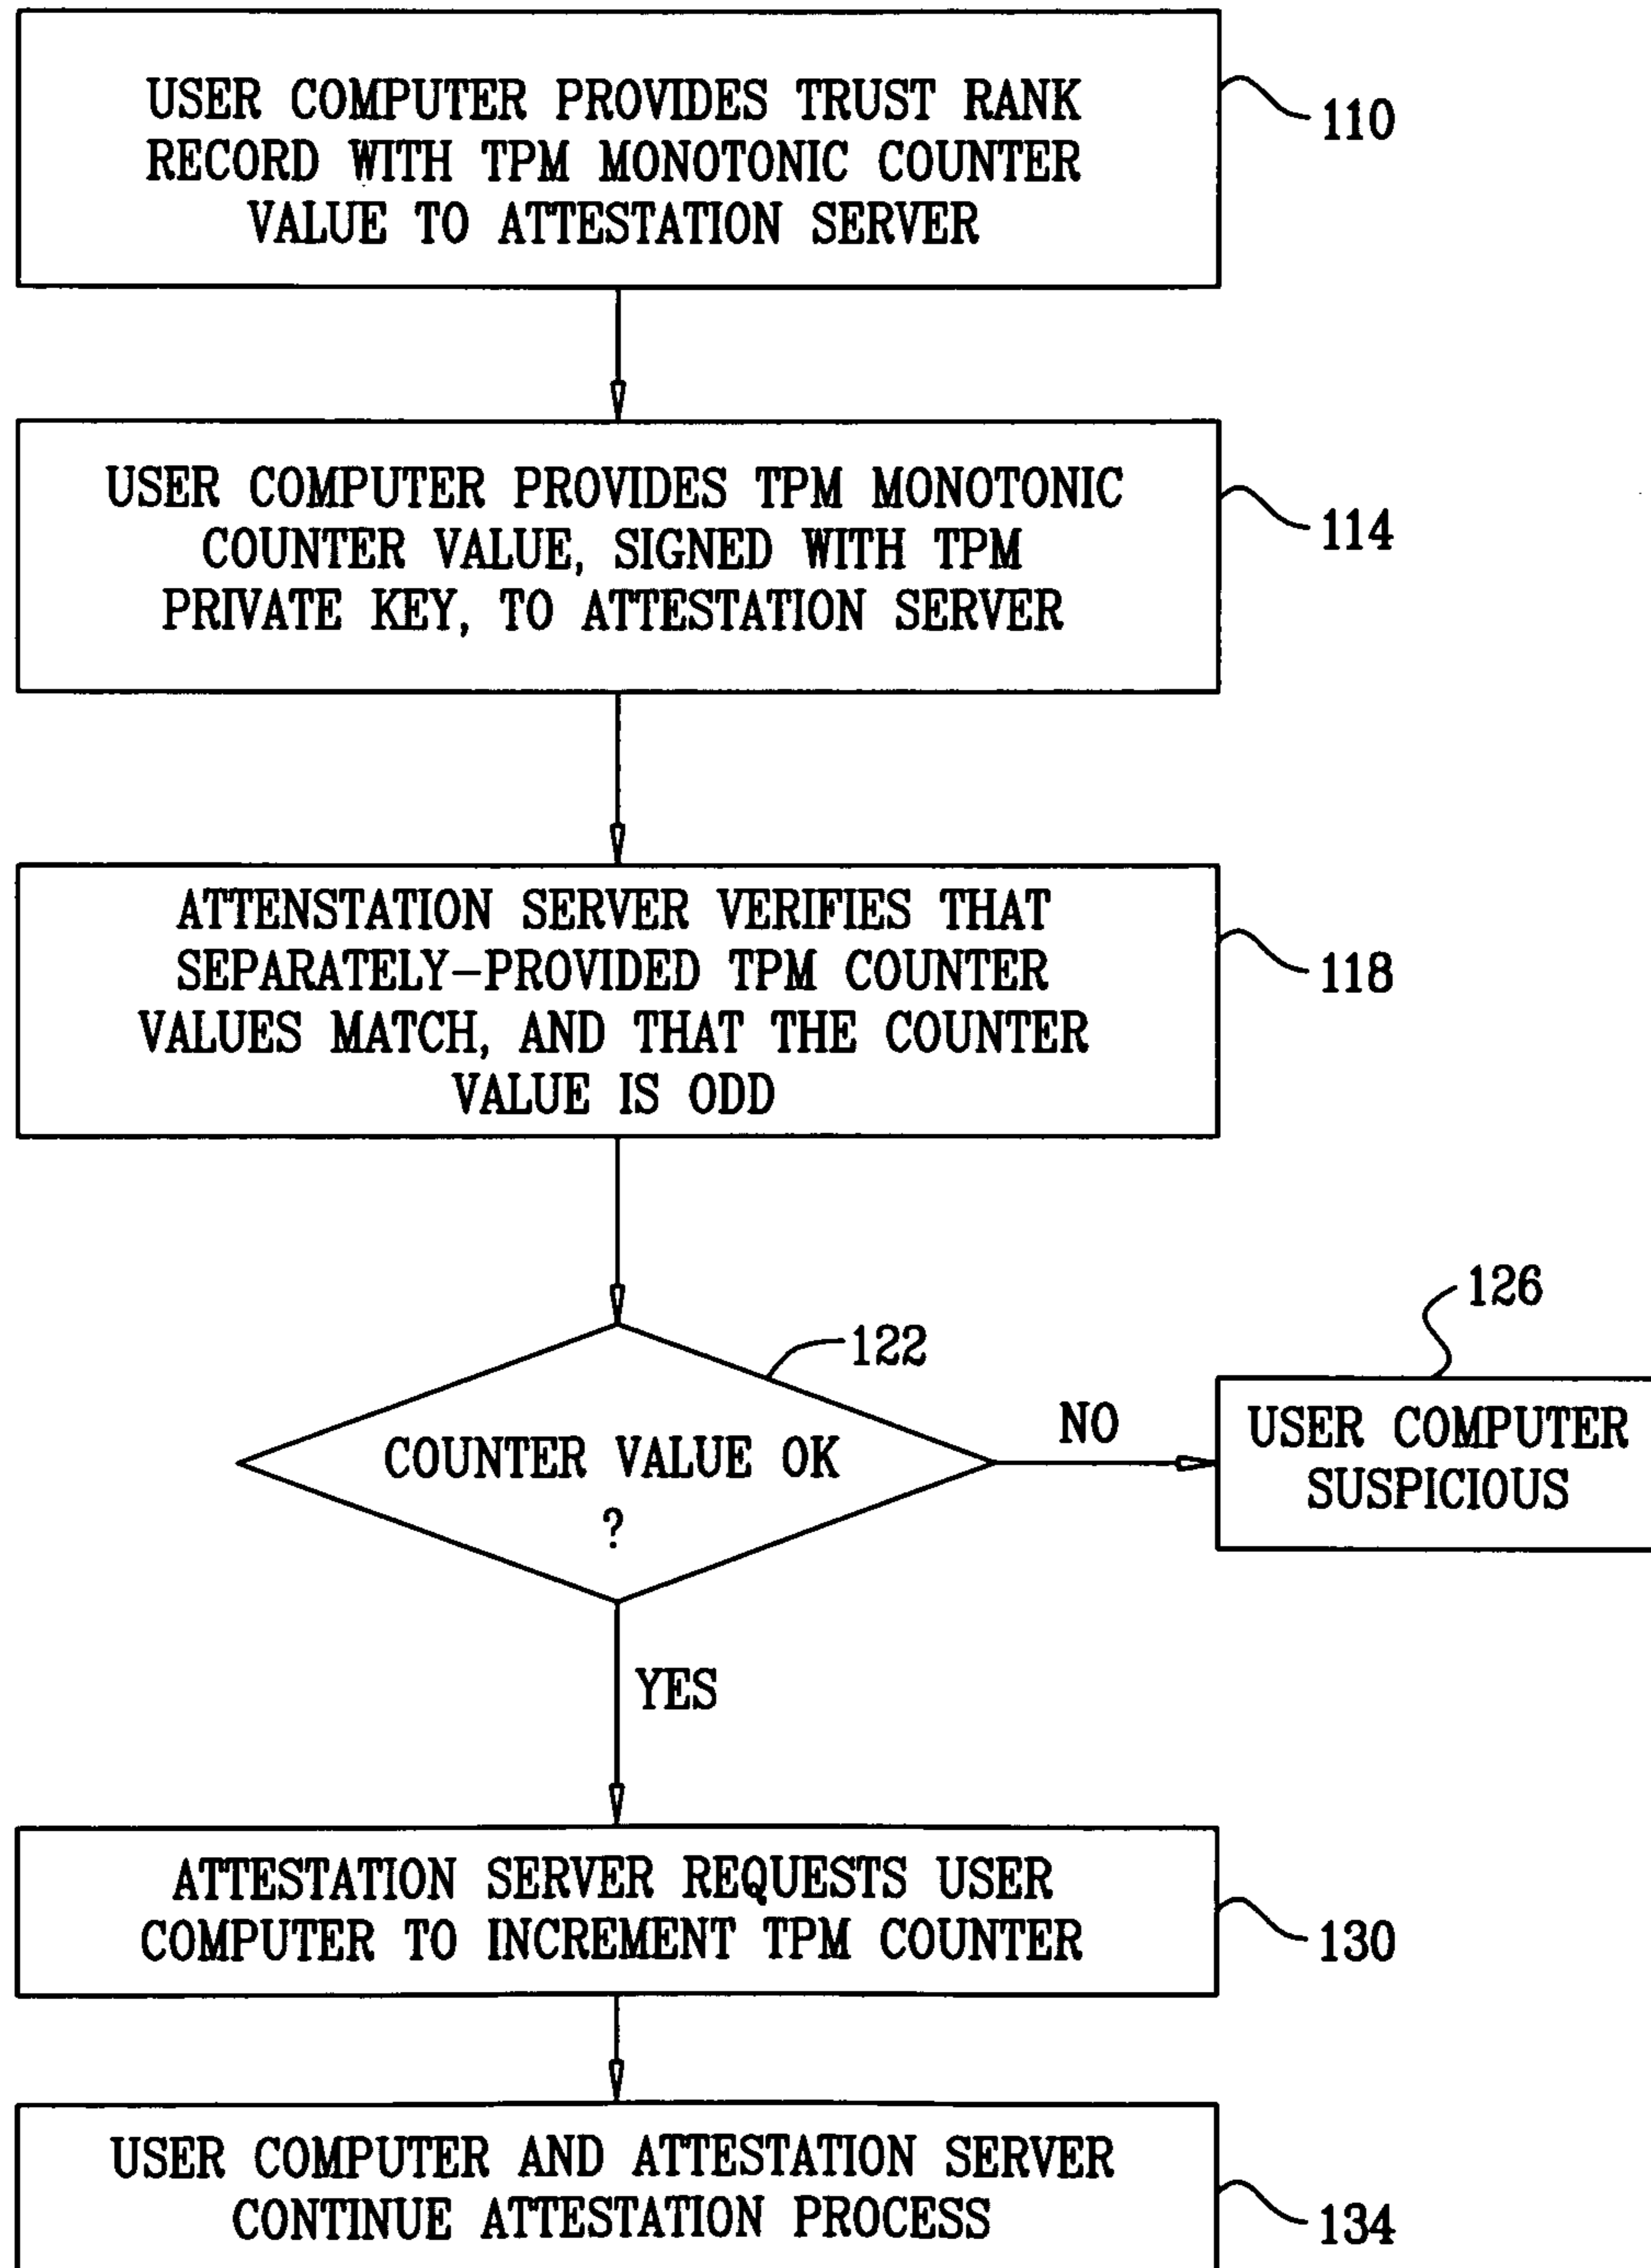 USER COMPUTER PROVIDES TRUST RANK
RECORD WITH TPM MONOTONIC COUNTER
VALUE TO ATTESTATION SERVER
110
USER COMPUTER PROVIDES TPM MONOTONIC
COUNTER VALUE, SIGNED WITH TPM
PRIVATE KEY, TO ATTESTATION SERVER
114
ATTENSTATION SERVER VERIFIES THAT
SEPARATELY-PROVIDED TPM COUNTER
VALUES MATCH, AND THAT THE COUNTER
VALUE IS ODD
118
122
COUNTER VALUE OK
?
NO
126
USER COMPUTER
SUSPICIOUS
YES
ATTESTATION SERVER REQUESTS USER
COMPUTER TO INCREMENT TPM COUNTER
130
USER COMPUTER AND ATTESTATION SERVER
CONTINUE ATTESTATION PROCESS
134